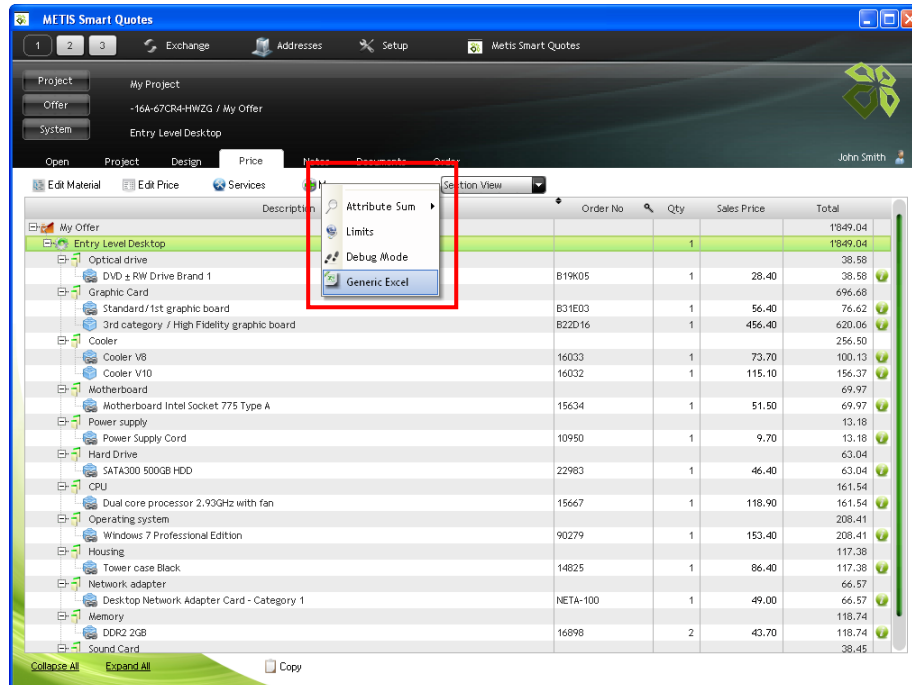 METIS Smart Quotes
1 2 3 Exchange Addresses Setup Metis Smart Quotes
Project My Project
Offer -16A-67CR4-HWZG / My Offer
System Entry Level Desktop
Open Project Design Price Notes Documents Order John Smith
Edit Material Edit Price Services M Section View
Description Order No Qty Sales Price Total
Attribute Sum
Limits
Debug Mode
Generic Excel
My Offer 1'849.04
Entry Level Desktop 1 1'849.04
Optical drive 38.58
DVD ± RW Drive Brand 1 B19K05 1 28.40 38.58
Graphic Card 696.68
Standard/1st graphic board B31E03 1 56.40 76.62
3rd category / High Fidelity graphic board B22D16 1 456.40 620.06
Cooler 256.50
Cooler V8 16033 1 73.70 100.13
Cooler V10 16032 1 115.10 156.37
Motherboard 69.97
Motherboard Intel Socket 775 Type A 15634 1 51.50 69.97
Power supply 13.18
Power Supply Cord 10950 1 9.70 13.18
Hard Drive 63.04
SATA300 500GB HDD 22983 1 46.40 63.04
CPU 161.54
Dual core processor 2.93GHz with fan 15667 1 118.90 161.54
Operating system 208.41
Windows 7 Professional Edition 90279 1 153.40 208.41
Housing 117.38
Tower case Black 14825 1 86.40 117.38
Network adapter 66.57
Desktop Network Adapter Card - Category 1 NETA-100 1 49.00 66.57
Memory 118.74
DDR2 2GB 16898 2 43.70 118.74
Sound Card 38.45
Collapse All Expand All Copy